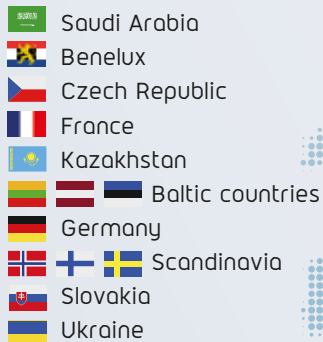 Saudi Arabia
Benelux
Czech Republic
France
Kazakhstan
Baltic countries
Germany
Scandinavia
Slovakia
Ukraine